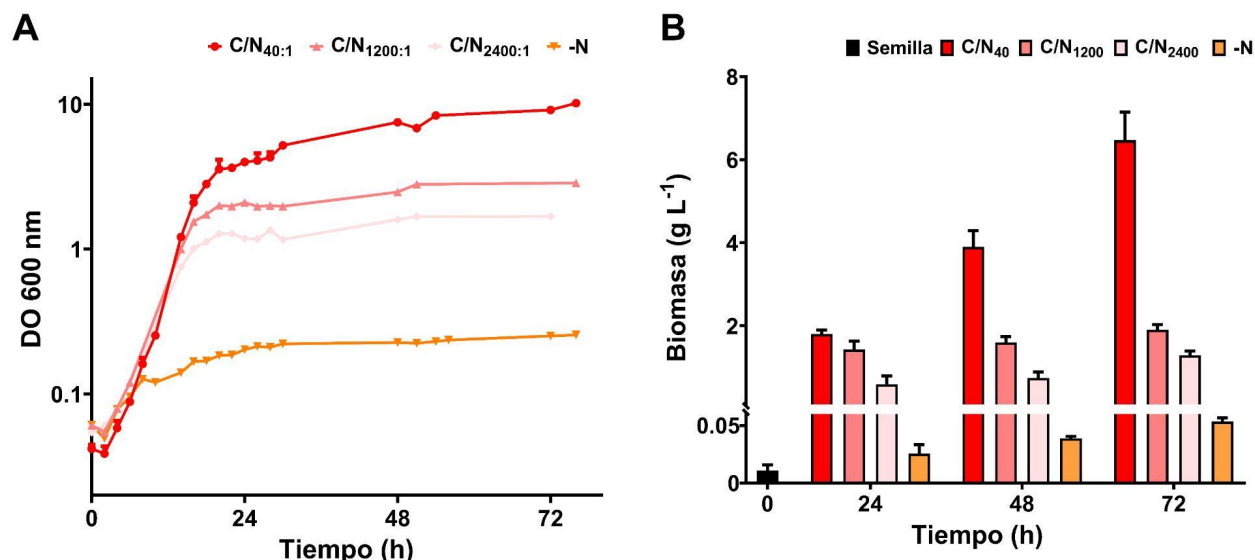 A
C/N40:1 C/N1200:1 C/N2400:1 -N
DO 600 nm
10
1
0.1
0 24 48 72
Tiempo (h)
B
Semilla C/N40 C/N1200 C/N2400 -N
Biomasa (g L-1)
8
6
4
2
0.05
0
0 24 48 72
Tiempo (h)